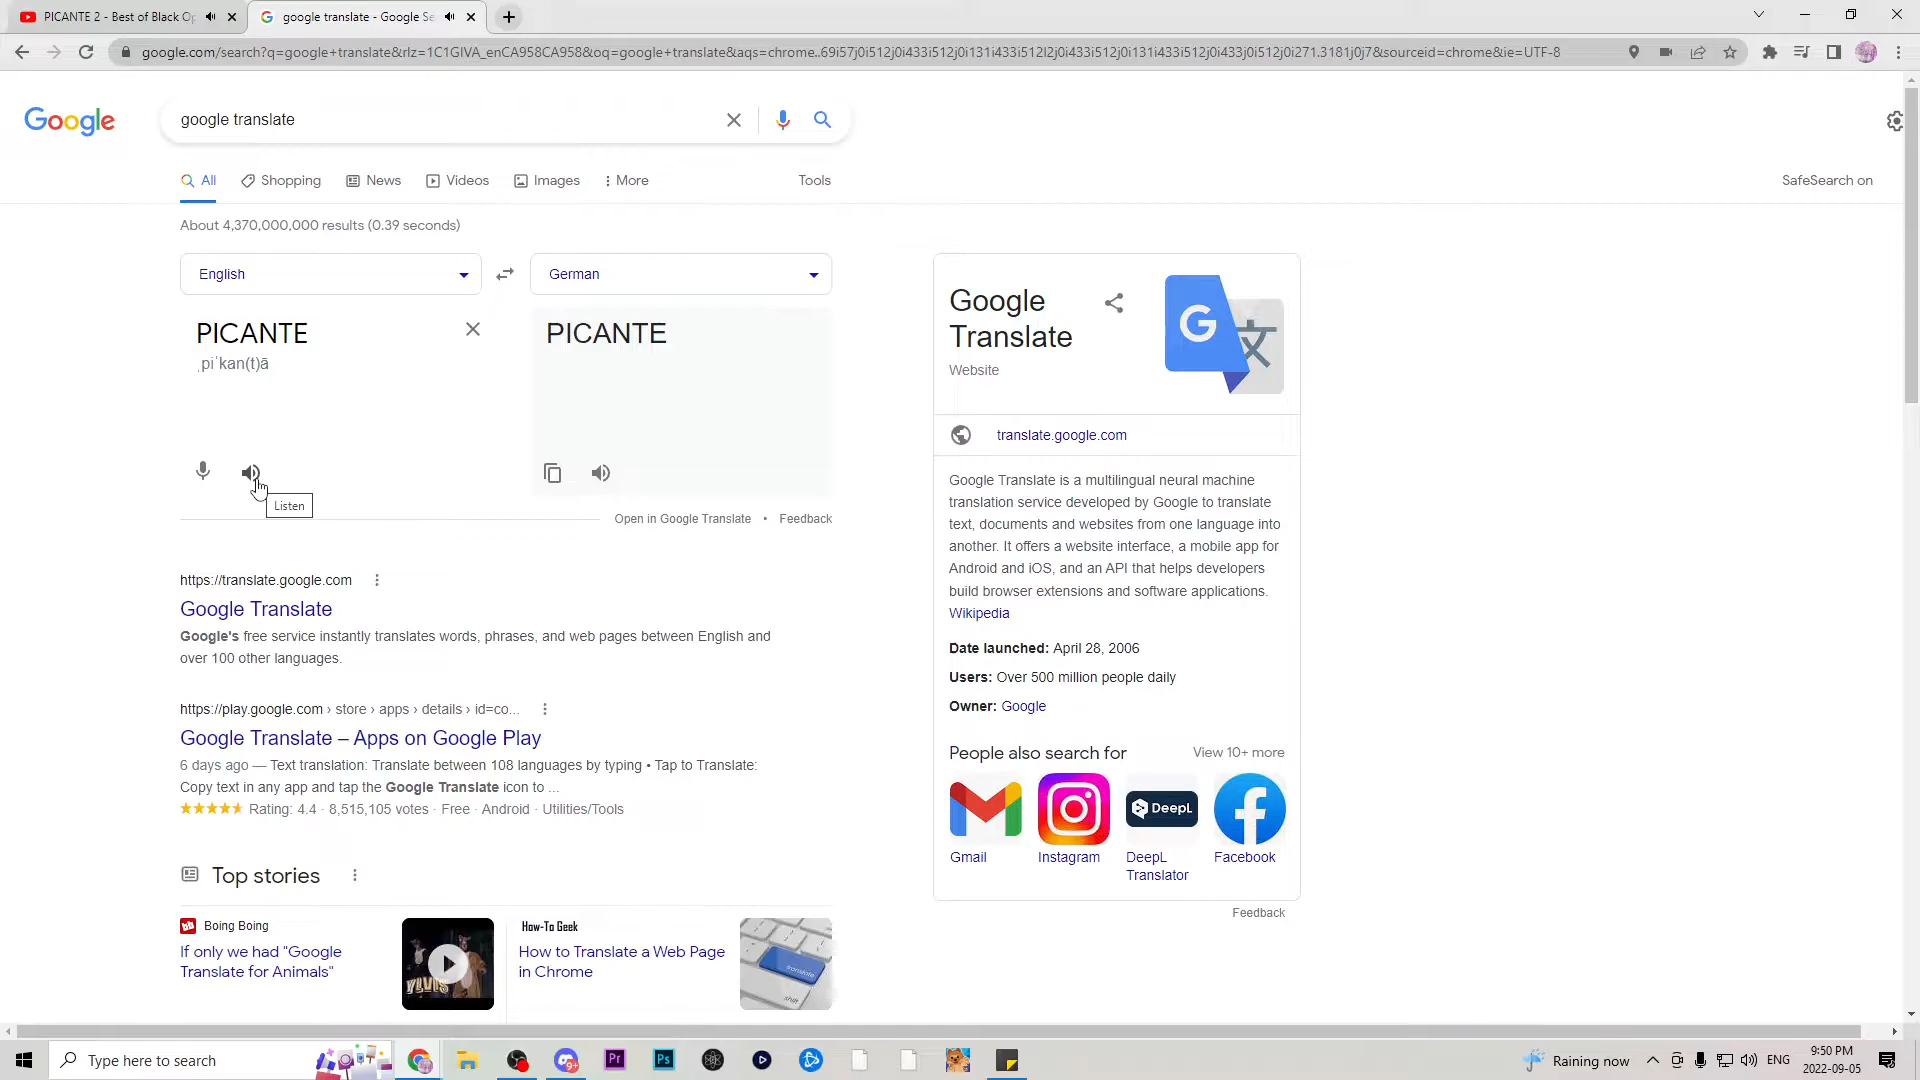 PICANTE 2 - Best of Black Op
google translate - Google Se
google.com/search?q=google+translate&rlz=1C1GIVA_enCA958CA958&oq=google+translate&aqs=chrome..69i57j0i512j0i433i512j0i131i433i512l2j0i433i512j0i131i433i512j0i433j0i512j0i271.3181j0j7&sourceid=chrome&ie=UTF-8
Google
google translate
All
Shopping
News
Videos
Images
More
Tools
SafeSearch on
About 4,370,000,000 results (0.39 seconds)
English
German
PICANTE
ˌpiˈkan(t)ā
PICANTE
Listen
Open in Google Translate • Feedback
https://translate.google.com
Google Translate
Google's free service instantly translates words, phrases, and web pages between English and
over 100 other languages.
https://play.google.com › store › apps › details › id=co...
Google Translate – Apps on Google Play
6 days ago — Text translation: Translate between 108 languages by typing • Tap to Translate:
Copy text in any app and tap the Google Translate icon to ...
Rating: 4.4 · 8,515,105 votes · Free · Android · Utilities/Tools
Top stories
Boing Boing
If only we had "Google
Translate for Animals"
YLVIS
How-To Geek
How to Translate a Web Page
in Chrome
translate
shift
Google
Translate
Website
G
文
translate.google.com
Google Translate is a multilingual neural machine
translation service developed by Google to translate
text, documents and websites from one language into
another. It offers a website interface, a mobile app for
Android and iOS, and an API that helps developers
build browser extensions and software applications.
Wikipedia
Date launched: April 28, 2006
Users: Over 500 million people daily
Owner: Google
People also search for
View 10+ more
DeepL
Gmail
Instagram
DeepL
Translator
Facebook
Feedback
Type here to search
9+
Pr
Ps
Raining now
ENG
9:50 PM
2022-09-05